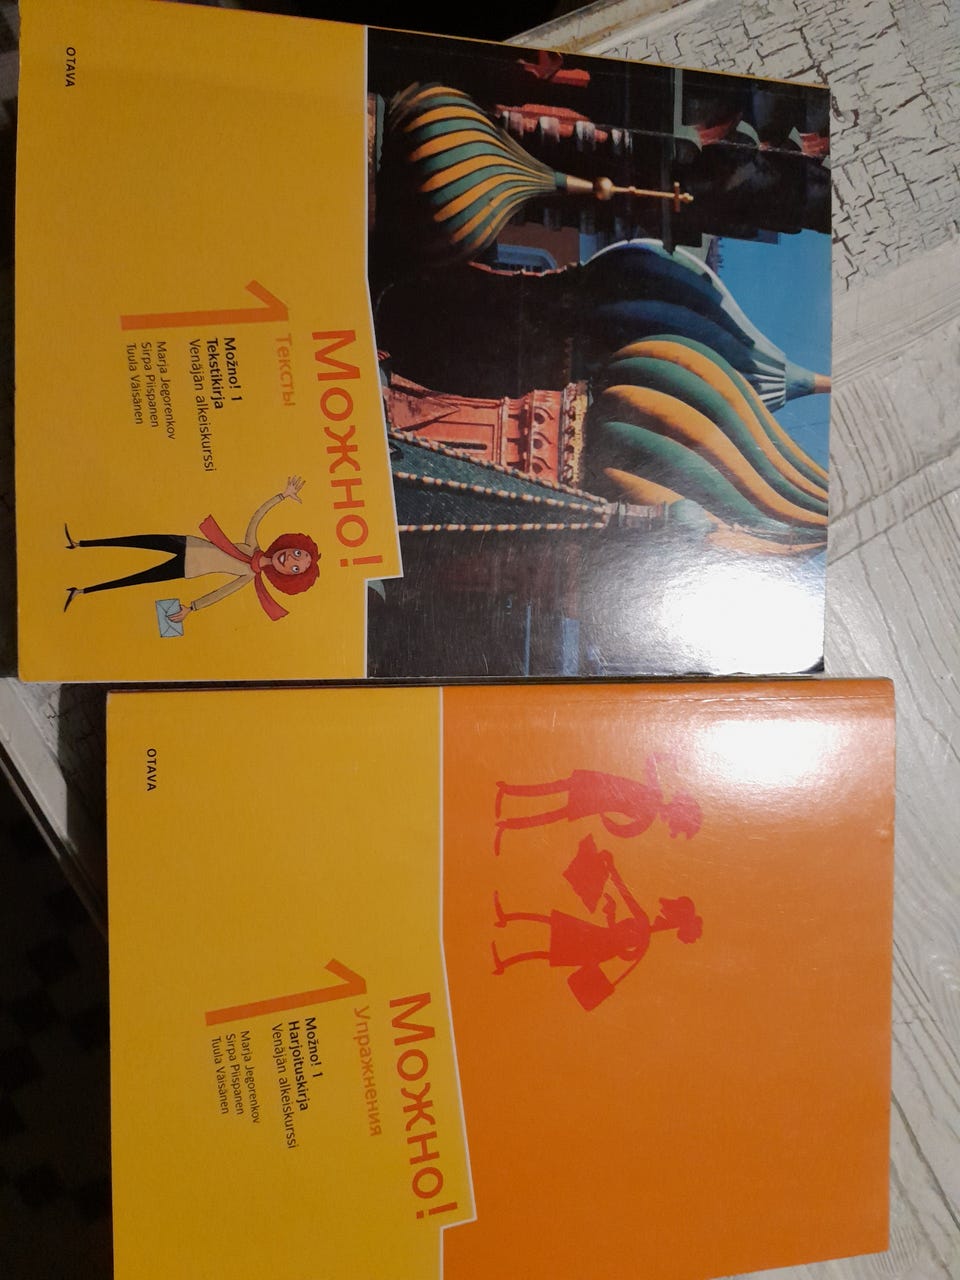 Можно!
1
Тексты
Možno! 1
Tekstikirja
Venäjän alkeiskurssi
Marja Jegorenkov
Sirpa Piispanen
Tuula Väisänen
OTAVA
Можно!
1
Упражнения
Možno! 1
Harjoituskirja
Venäjän alkeiskurssi
Marja Jegorenkov
Sirpa Piispanen
Tuula Väisänen
OTAVA